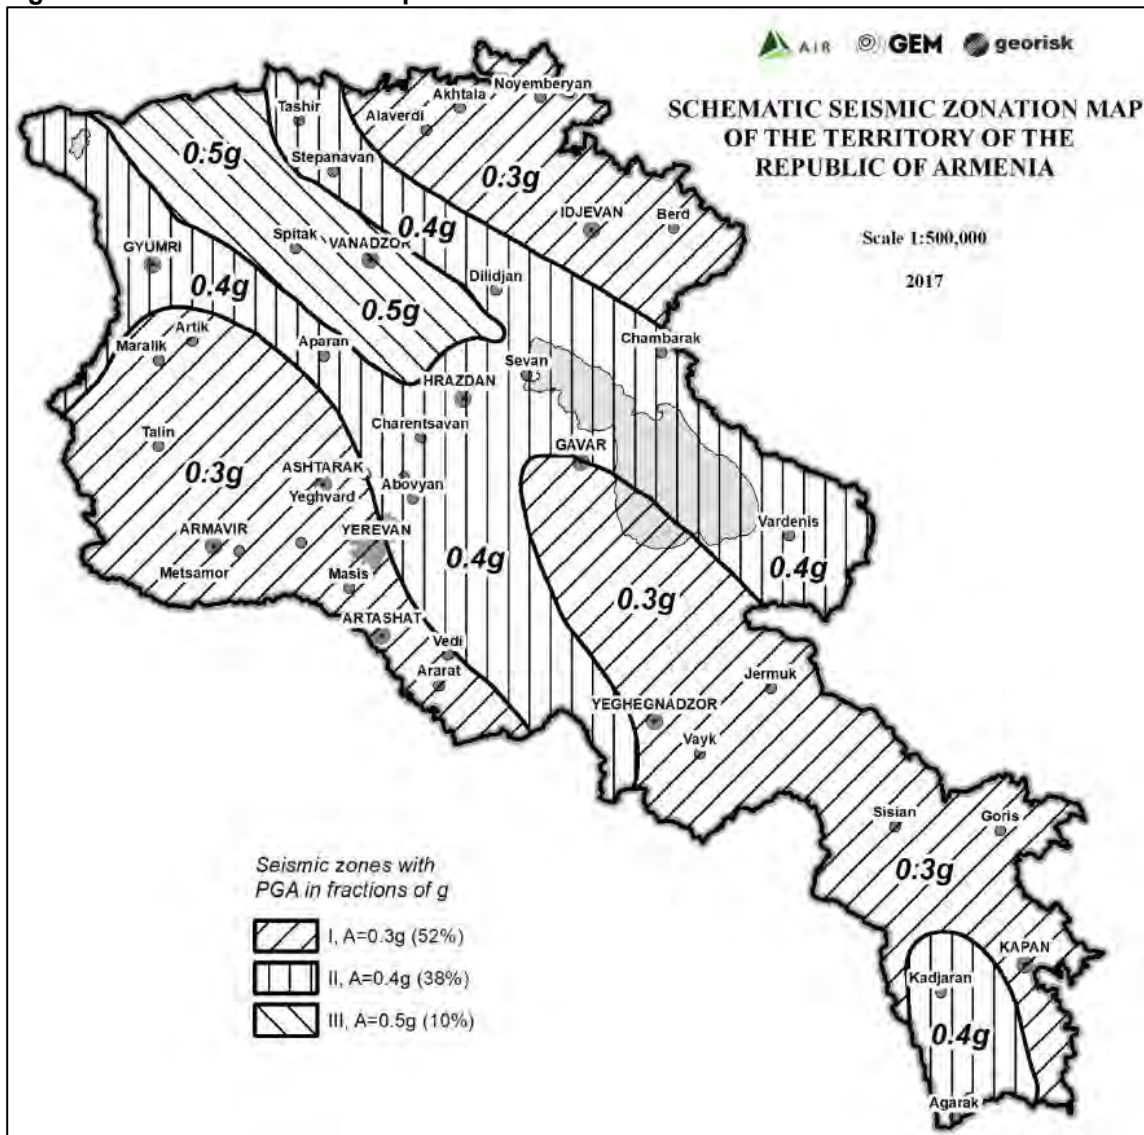 AIR GEM georisk
SCHEMATIC SEISMIC ZONATION MAP
OF THE TERRITORY OF THE
REPUBLIC OF ARMENIA
Scale 1:500,000
2017
Noyemberyan
Akhtala
Tashir
Alaverdi
0.5g
Stepanavan
0.3g
IDJEVAN
Berd
0.4g
Spitak
VANADZOR
GYUMRI
Dilidjan
0.4g
0.5g
Artik
Maralik
Aparan
Chambarak
Sevan
HRAZDAN
Charentsavan
Talin
GAVAR
0.3g
ASHTARAK
Yeghvard
Abovyan
Vardenis
ARMAVIR
YEREVAN
0.4g
0.4g
Metsamor
Masis
0.3g
ARTASHAT
Vedi
Ararat
Jermuk
YEGHEGNADZOR
Vayk
Sisian
Goris
0.3g
KAPAN
Kadjaran
0.4g
Agarak
Seismic zones with
PGA in fractions of g
I, A=0.3g (52%)
II, A=0.4g (38%)
III, A=0.5g (10%)